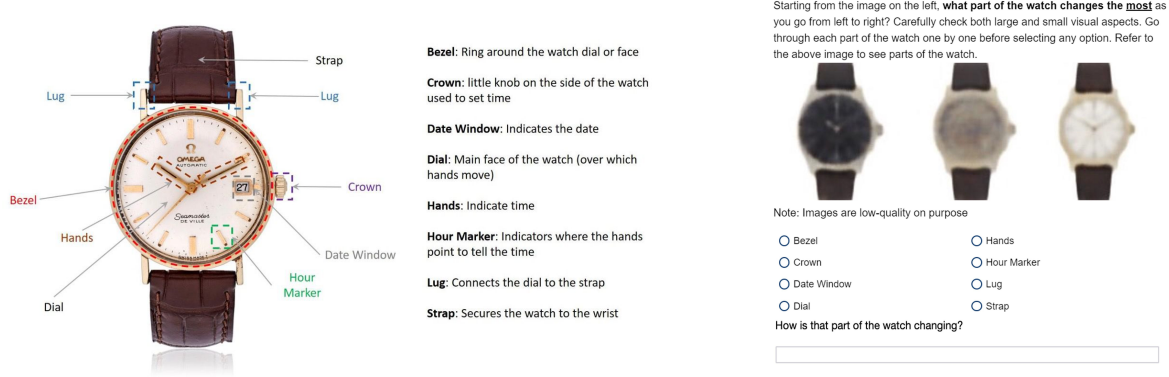 Strap
Lug
Lug
Ω
OMEGA
AUTOMATIC
27
Seamaster
DE VILLE
Crown
Bezel
Hands
Date Window
Hour
Marker
Dial
Bezel: Ring around the watch dial or face
Crown: little knob on the side of the watch
used to set time
Date Window: Indicates the date
Dial: Main face of the watch (over which
hands move)
Hands: Indicate time
Hour Marker: Indicators where the hands
point to tell the time
Lug: Connects the dial to the strap
Strap: Secures the watch to the wrist
Starting from the image on the left, what part of the watch changes the most as
you go from left to right? Carefully check both large and small visual aspects. Go
through each part of the watch one by one before selecting any option. Refer to
the above image to see parts of the watch.
Note: Images are low-quality on purpose
Bezel
Crown
Date Window
Dial
Hands
Hour Marker
Lug
Strap
How is that part of the watch changing?